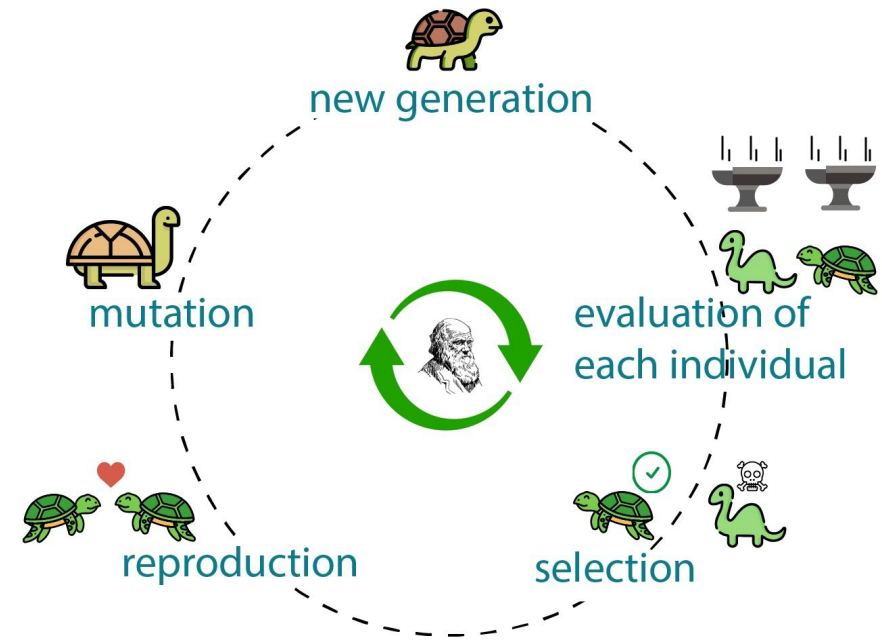 new generation
evaluation of
each individual
selection
reproduction
mutation